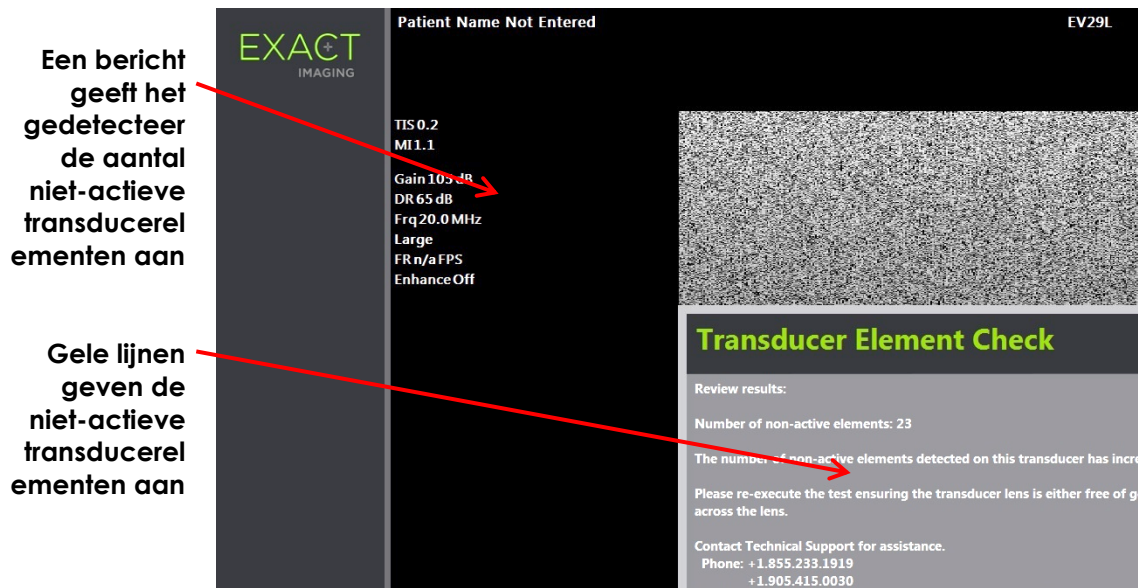 Een bericht
geeft het
gedetecteer
de aantal
niet-actieve
transducerel
ementen aan
Gele lijnen
geven de
niet-actieve
transducerel
ementen aan
EXACT
IMAGING
Patient Name Not Entered
EV29L
TIS 0.2
MI 1.1
Gain 105 dB
DR 65 dB
Frq 20.0 MHz
Large
FR n/a FPS
Enhance Off
Transducer Element Check
Review results:
Number of non-active elements: 23
The number of non-active elements detected on this transducer has incre
Please re-execute the test ensuring the transducer lens is either free of g
across the lens.
Contact Technical Support for assistance.
Phone: +1.855.233.1919
+1.905.415.0030